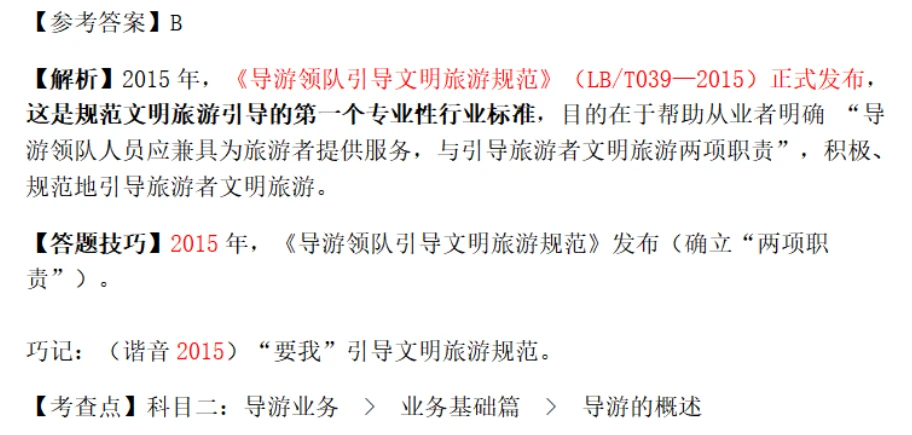 【参考答案】B
【解析】2015 年，《导游领队引导文明旅游规范》（LB/T039—2015）正式发布，
这是规范文明旅游引导的第一个专业性行业标准，目的在于帮助从业者明确 “导
游领队人员应兼具为旅游者提供服务，与引导旅游者文明旅游两项职责”，积极、
规范地引导旅游者文明旅游。
【答题技巧】2015 年，《导游领队引导文明旅游规范》发布（确立“两项职
责”）。
巧记：（谐音 2015）“要我”引导文明旅游规范。
【考查点】科目二：导游业务 > 业务基础篇 > 导游的概述